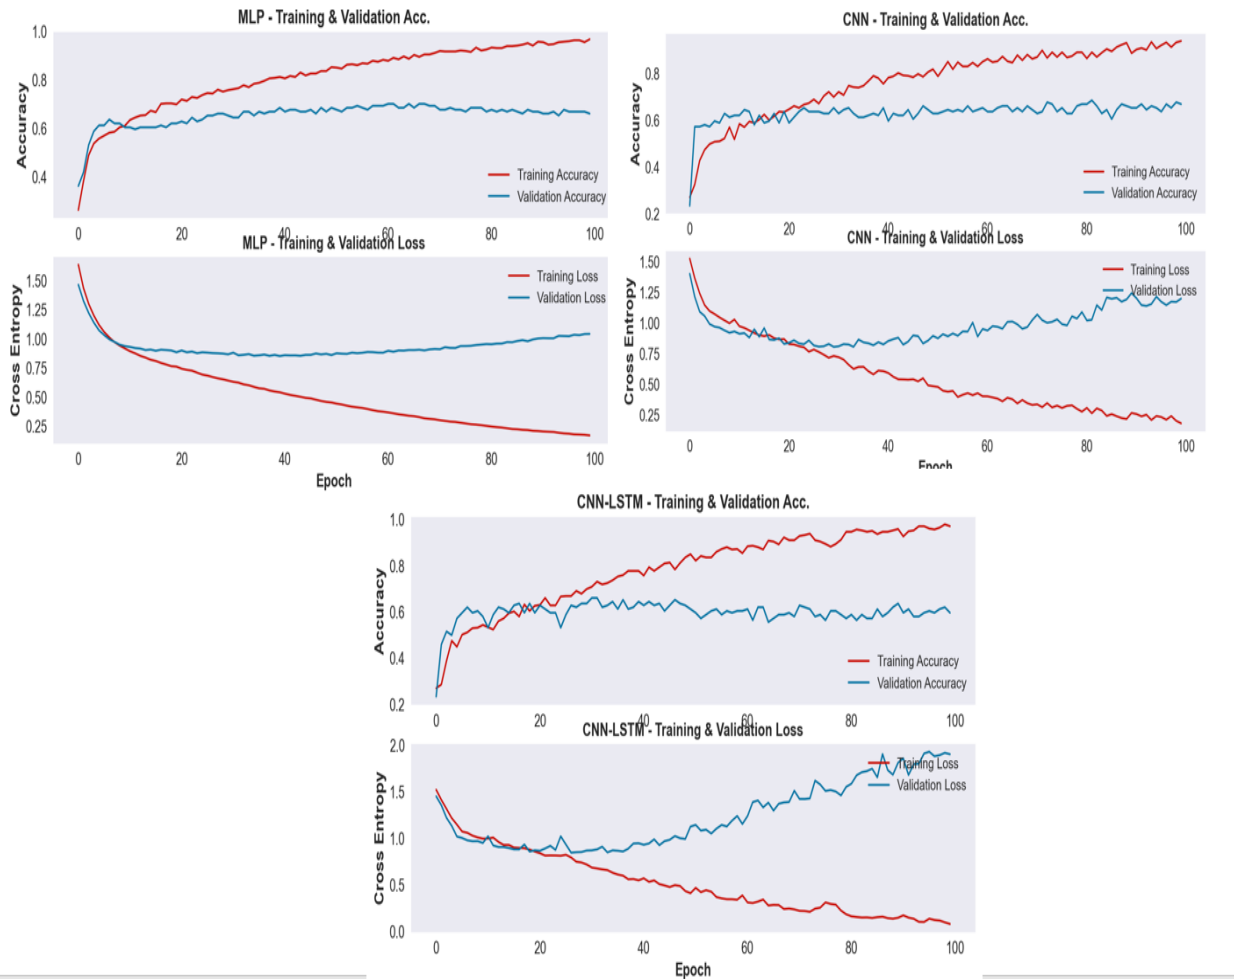 MLP - Training & Validation Acc.
1.0
0.8
0.6
0.4
Accuracy
Training Accuracy
Validation Accuracy
0 20 40 60 80 100
MLP - Training & Validation Loss
1.50
1.25
1.00
0.75
0.50
0.25
Cross Entropy
Training Loss
Validation Loss
0 20 40 60 80 100
Epoch
CNN - Training & Validation Acc.
0.8
0.6
0.4
0.2
Accuracy
Training Accuracy
Validation Accuracy
0 20 40 60 80 100
CNN - Training & Validation Loss
1.50
1.25
1.00
0.75
0.50
0.25
Cross Entropy
Training Loss
Validation Loss
0 20 40 60 80 100
Epoch
CNN-LSTM - Training & Validation Acc.
1.0
0.8
0.6
0.4
0.2
Accuracy
Training Accuracy
Validation Accuracy
0 20 40 60 80 100
CNN-LSTM - Training & Validation Loss
2.0
1.5
1.0
0.5
0.0
Cross Entropy
Training Loss
Validation Loss
0 20 40 60 80 100
Epoch